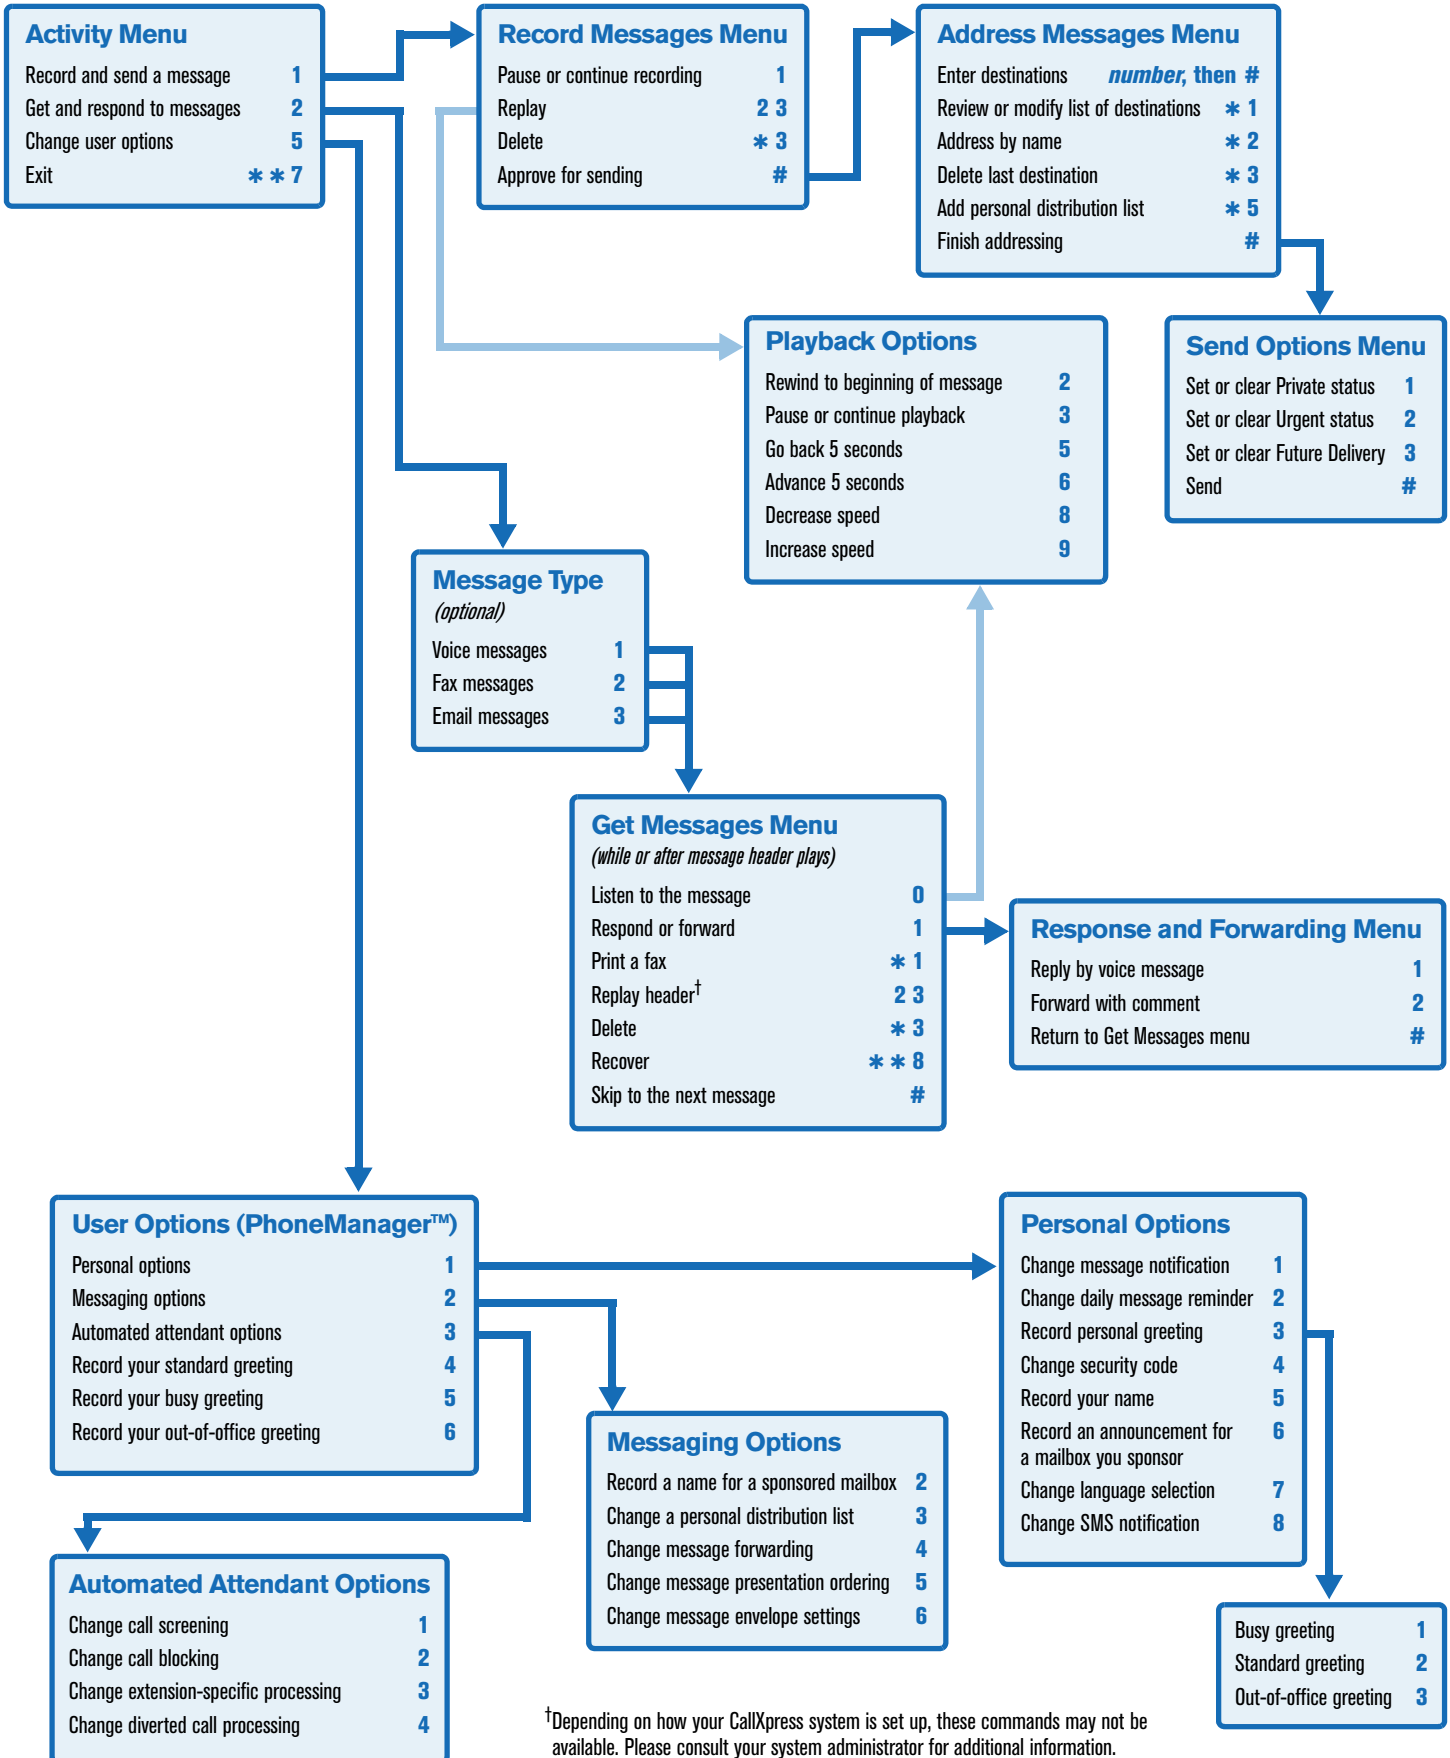 Activity Menu
Record and send a message 1
Get and respond to messages 2
Change user options 5
Exit * * 7
Record Messages Menu
Pause or continue recording 1
Replay 2 3
Delete * 3
Approve for sending #
Address Messages Menu
Enter destinations number, then #
Review or modify list of destinations * 1
Address by name * 2
Delete last destination * 3
Add personal distribution list * 5
Finish addressing #
Playback Options
Rewind to beginning of message 2
Pause or continue playback 3
Go back 5 seconds 5
Advance 5 seconds 6
Decrease speed 8
Increase speed 9
Send Options Menu
Set or clear Private status 1
Set or clear Urgent status 2
Set or clear Future Delivery 3
Send #
Message Type
(optional)
Voice messages 1
Fax messages 2
Email messages 3
Get Messages Menu
(while or after message header plays)
Listen to the message 0
Respond or forward 1
Print a fax * 1
Replay header† 2 3
Delete * 3
Recover * * 8
Skip to the next message #
Response and Forwarding Menu
Reply by voice message 1
Forward with comment 2
Return to Get Messages menu #
User Options (PhoneManager™)
Personal options 1
Messaging options 2
Automated attendant options 3
Record your standard greeting 4
Record your busy greeting 5
Record your out-of-office greeting 6
Personal Options
Change message notification 1
Change daily message reminder 2
Record personal greeting 3
Change security code 4
Record your name 5
Record an announcement for 6
a mailbox you sponsor
Change language selection 7
Change SMS notification 8
Messaging Options
Record a name for a sponsored mailbox 2
Change a personal distribution list 3
Change message forwarding 4
Change message presentation ordering 5
Change message envelope settings 6
Automated Attendant Options
Change call screening 1
Change call blocking 2
Change extension-specific processing 3
Change diverted call processing 4
Busy greeting 1
Standard greeting 2
Out-of-office greeting 3
†Depending on how your CallXpress system is set up, these commands may not be
available. Please consult your system administrator for additional information.